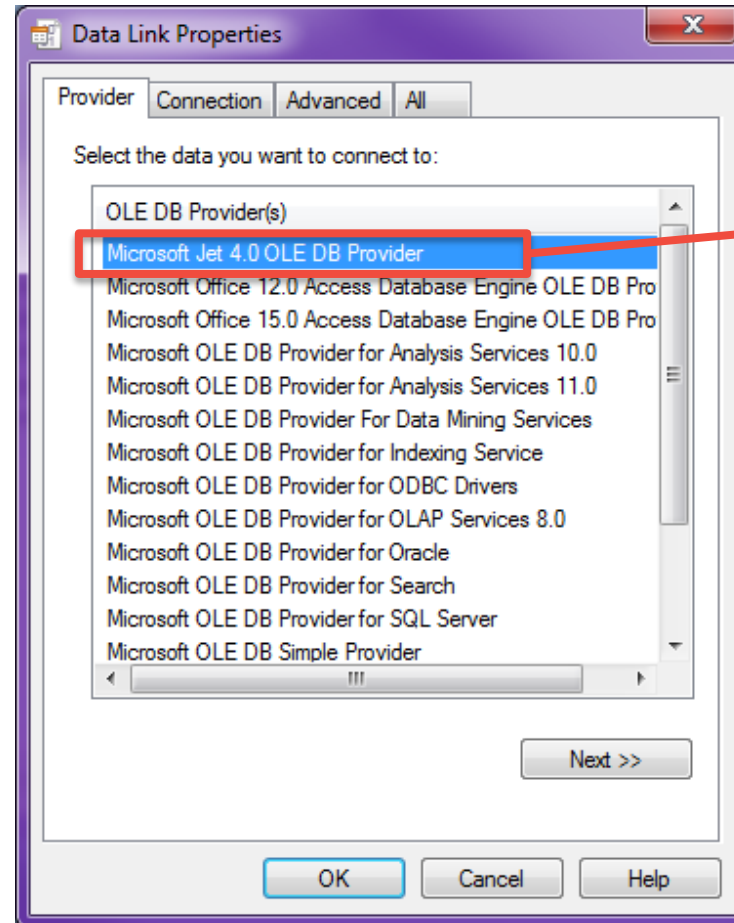 Data Link Properties
Provider Connection Advanced All
Select the data you want to connect to:
OLE DB Provider(s)
Microsoft Jet 4.0 OLE DB Provider
Microsoft Office 12.0 Access Database Engine OLE DB Pro
Microsoft Office 15.0 Access Database Engine OLE DB Pro
Microsoft OLE DB Provider for Analysis Services 10.0
Microsoft OLE DB Provider for Analysis Services 11.0
Microsoft OLE DB Provider For Data Mining Services
Microsoft OLE DB Provider for Indexing Service
Microsoft OLE DB Provider for ODBC Drivers
Microsoft OLE DB Provider for OLAP Services 8.0
Microsoft OLE DB Provider for Oracle
Microsoft OLE DB Provider for Search
Microsoft OLE DB Provider for SQL Server
Microsoft OLE DB Simple Provider
Next >>
OK Cancel Help